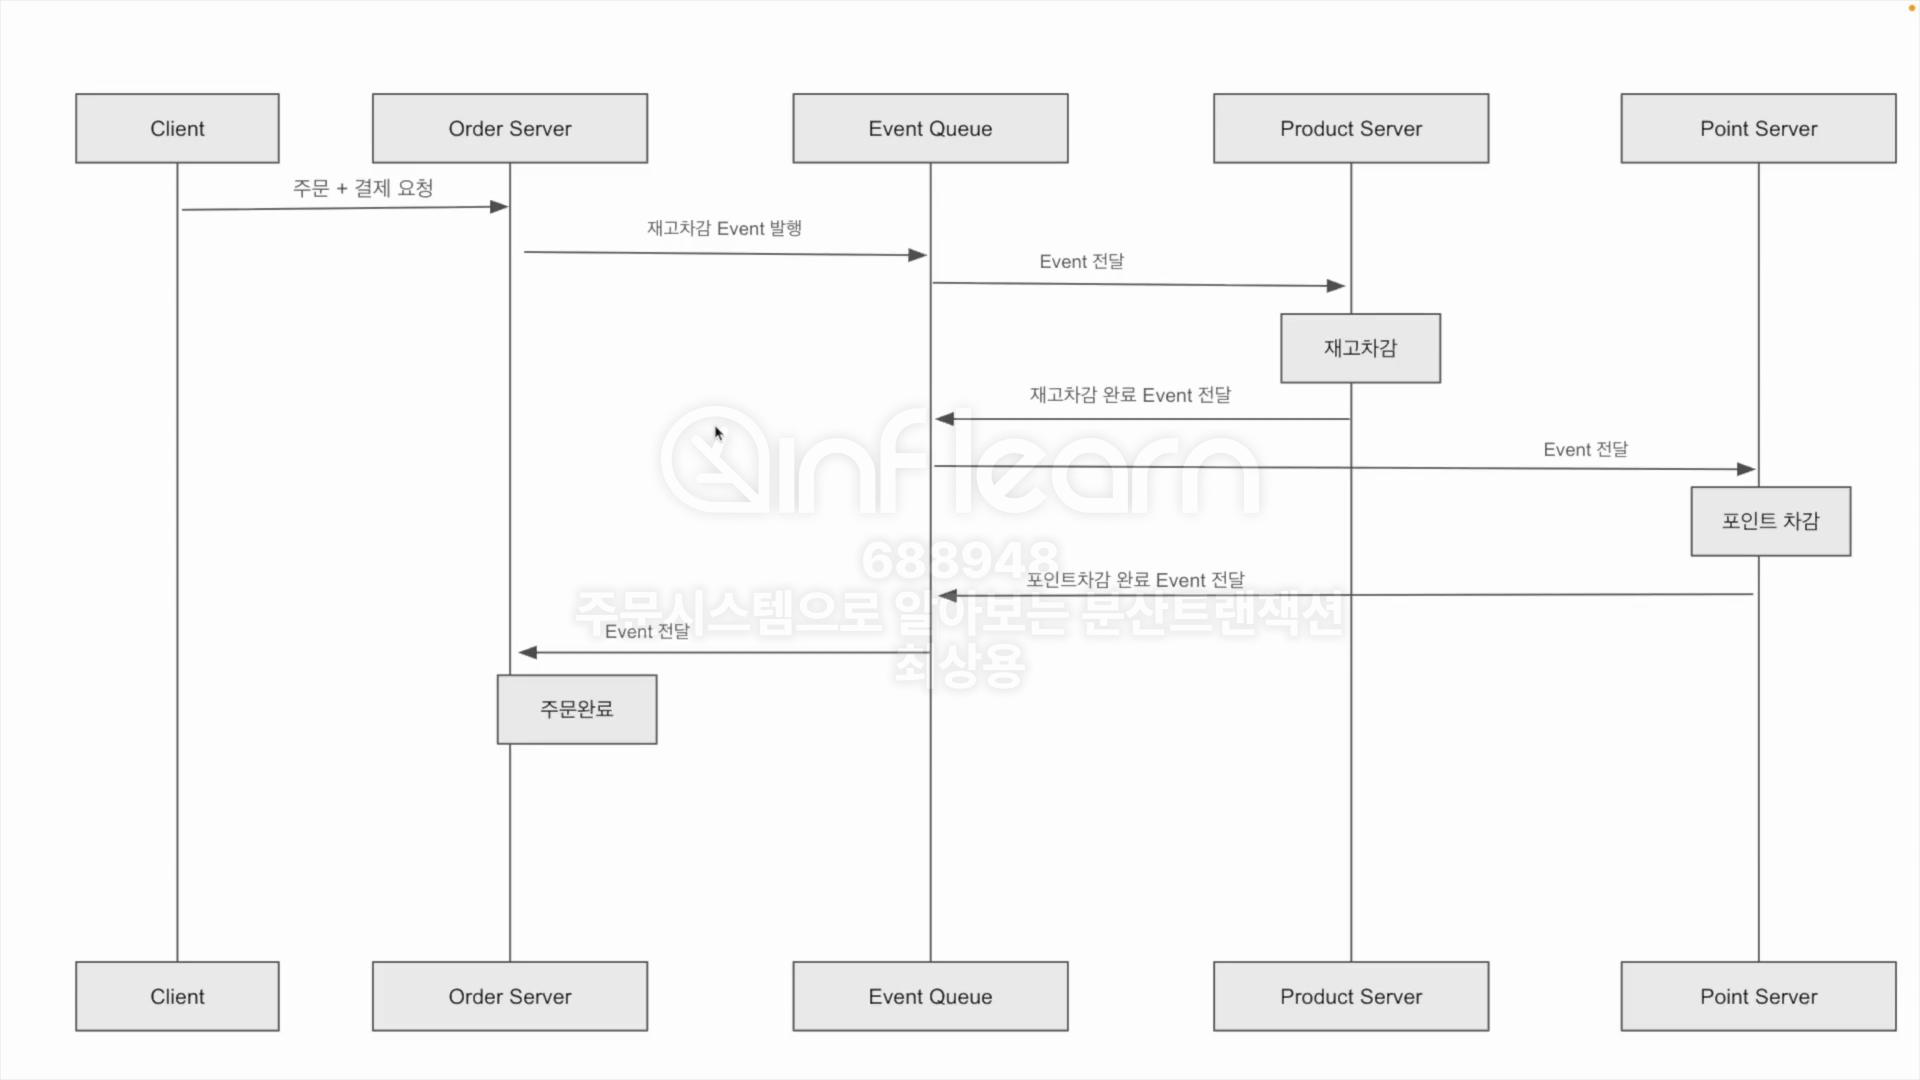 Client
Order Server
Event Queue
Product Server
Point Server
주문 + 결제 요청
재고차감 Event 발행
Event 전달
재고차감
재고차감 완료 Event 전달
Event 전달
포인트 차감
포인트차감 완료 Event 전달
Event 전달
주문완료
inflearn
688948
주문시스템으로 알아보는 분산트랜잭션
최상용
Client
Order Server
Event Queue
Product Server
Point Server